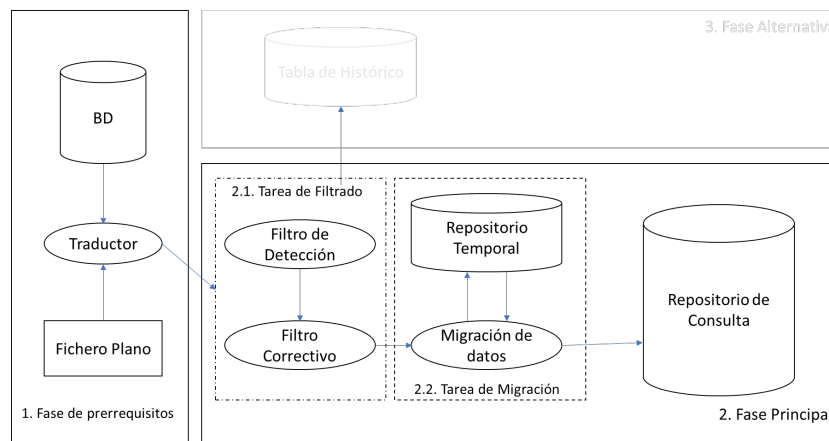 3. Fase Alternativa
Tabla de Histórico
BD
2.1. Tarea de Filtrado
Traductor
Filtro de
Detección
Repositorio
Temporal
Repositorio de
Consulta
Fichero Plano
Filtro
Correctivo
Migración de
datos
2.2. Tarea de Migración
1. Fase de prerrequisitos
2. Fase Principa